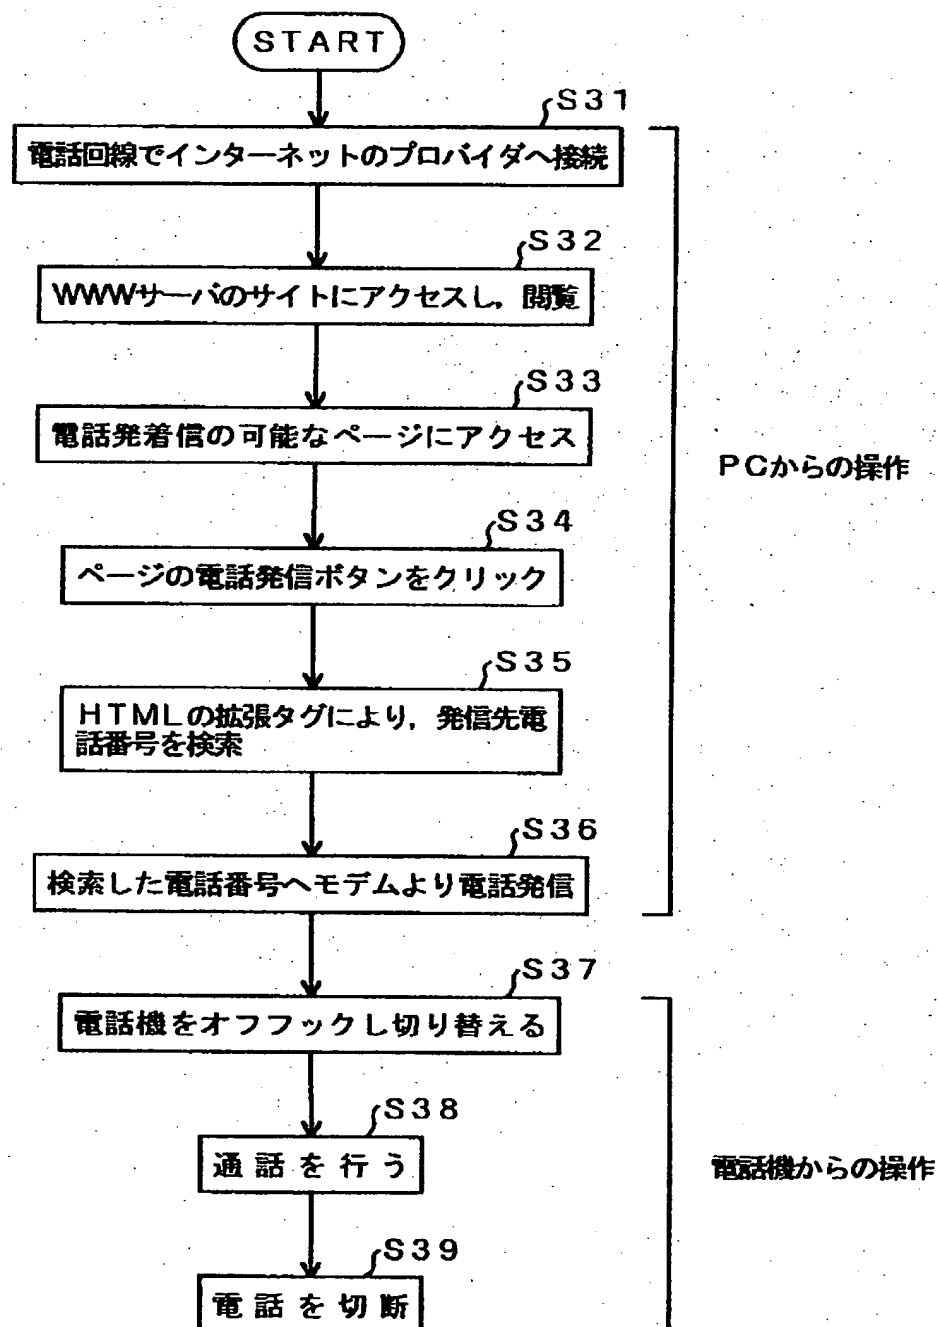 START
S31
電話回線でインターネットのプロバイダへ接続
S32
WWWサーバのサイトにアクセスし，閲覧
S33
電話発着信の可能なページにアクセス
PCからの操作
S34
ページの電話発信ボタンをクリック
S35
HTMLの拡張タグにより，発信先電
話番号を検索
S36
検索した電話番号へモデムより電話発信
S37
電話機をオフフックし切り替える
S38
通話を行う
電話機からの操作
S39
電話を切断